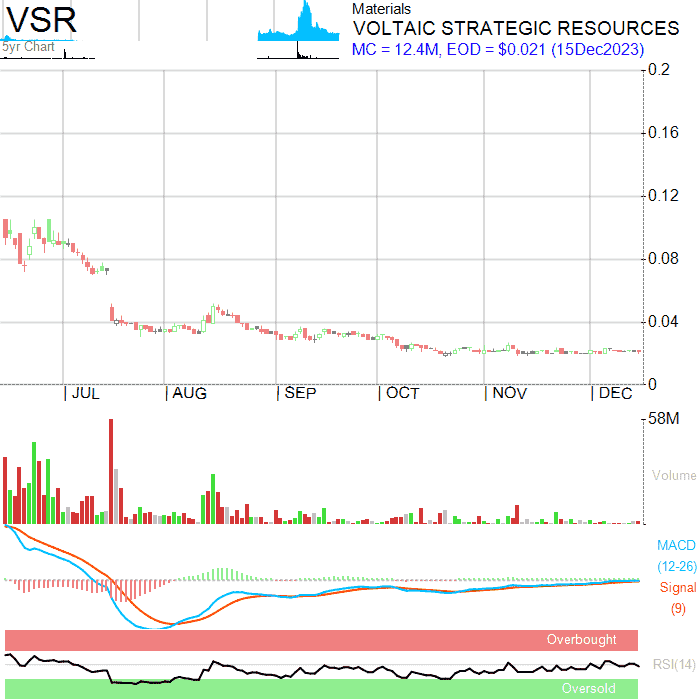 VSR
5yr Chart
Materials
VOLTAIC STRATEGIC RESOURCES
MC = 12.4M, EOD = $0.021 (15Dec2023)
0.2
0.16
0.12
0.08
0.04
0
JUL AUG SEP OCT NOV DEC
58M
Volume
MACD
(12-26)
Signal
(9)
Overbought
RSI(14)
Oversold